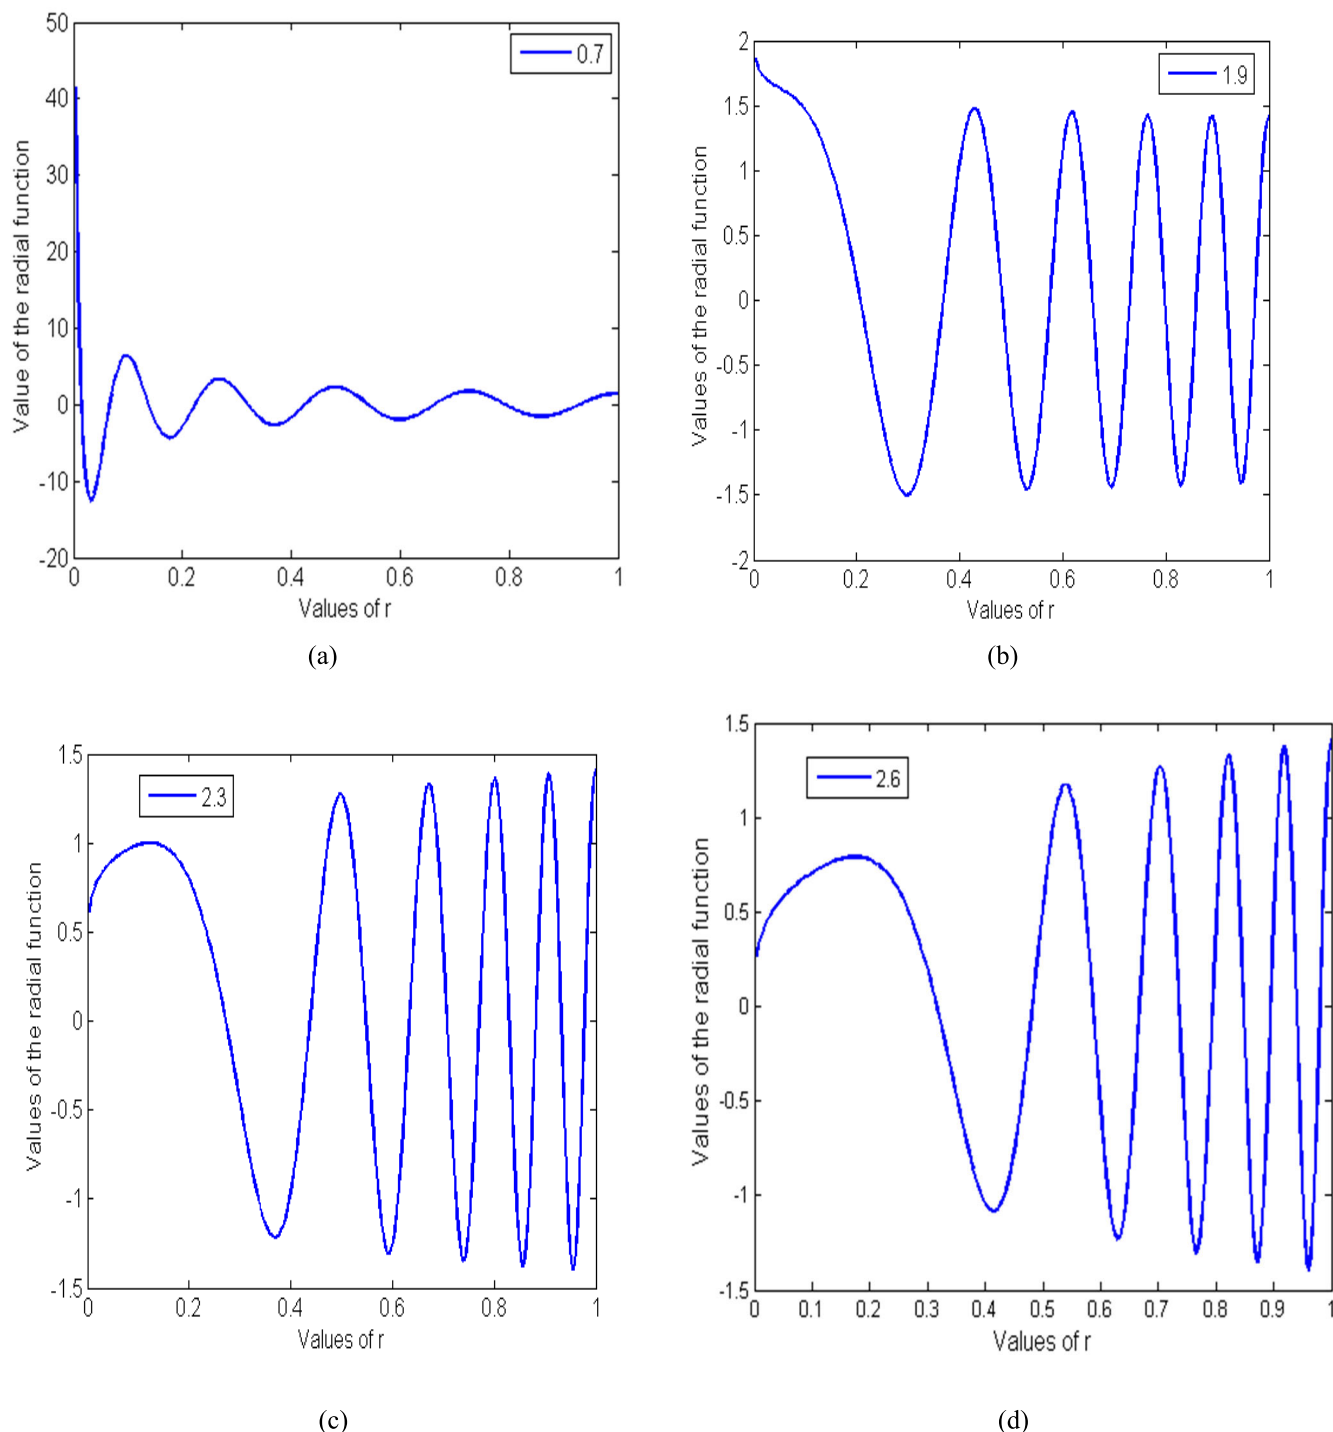 50
40
30
20
10
0
-10
-20
0 0.2 0.4 0.6 0.8 1
Value of the radial function
Values of r
0.7
(a)
2
1.5
1
0.5
0
-0.5
-1
-1.5
-2
0 0.2 0.4 0.6 0.8 1
Values of the radial function
Values of r
1.9
(b)
1.5
1
0.5
0
-0.5
-1
-1.5
0 0.2 0.4 0.6 0.8 1
Values of the radial function
Values of r
2.3
(c)
1.5
1
0.5
0
-0.5
-1
-1.5
0 0.1 0.2 0.3 0.4 0.5 0.6 0.7 0.8 0.9 1
Values of the radial function
Values of r
2.6
(d)